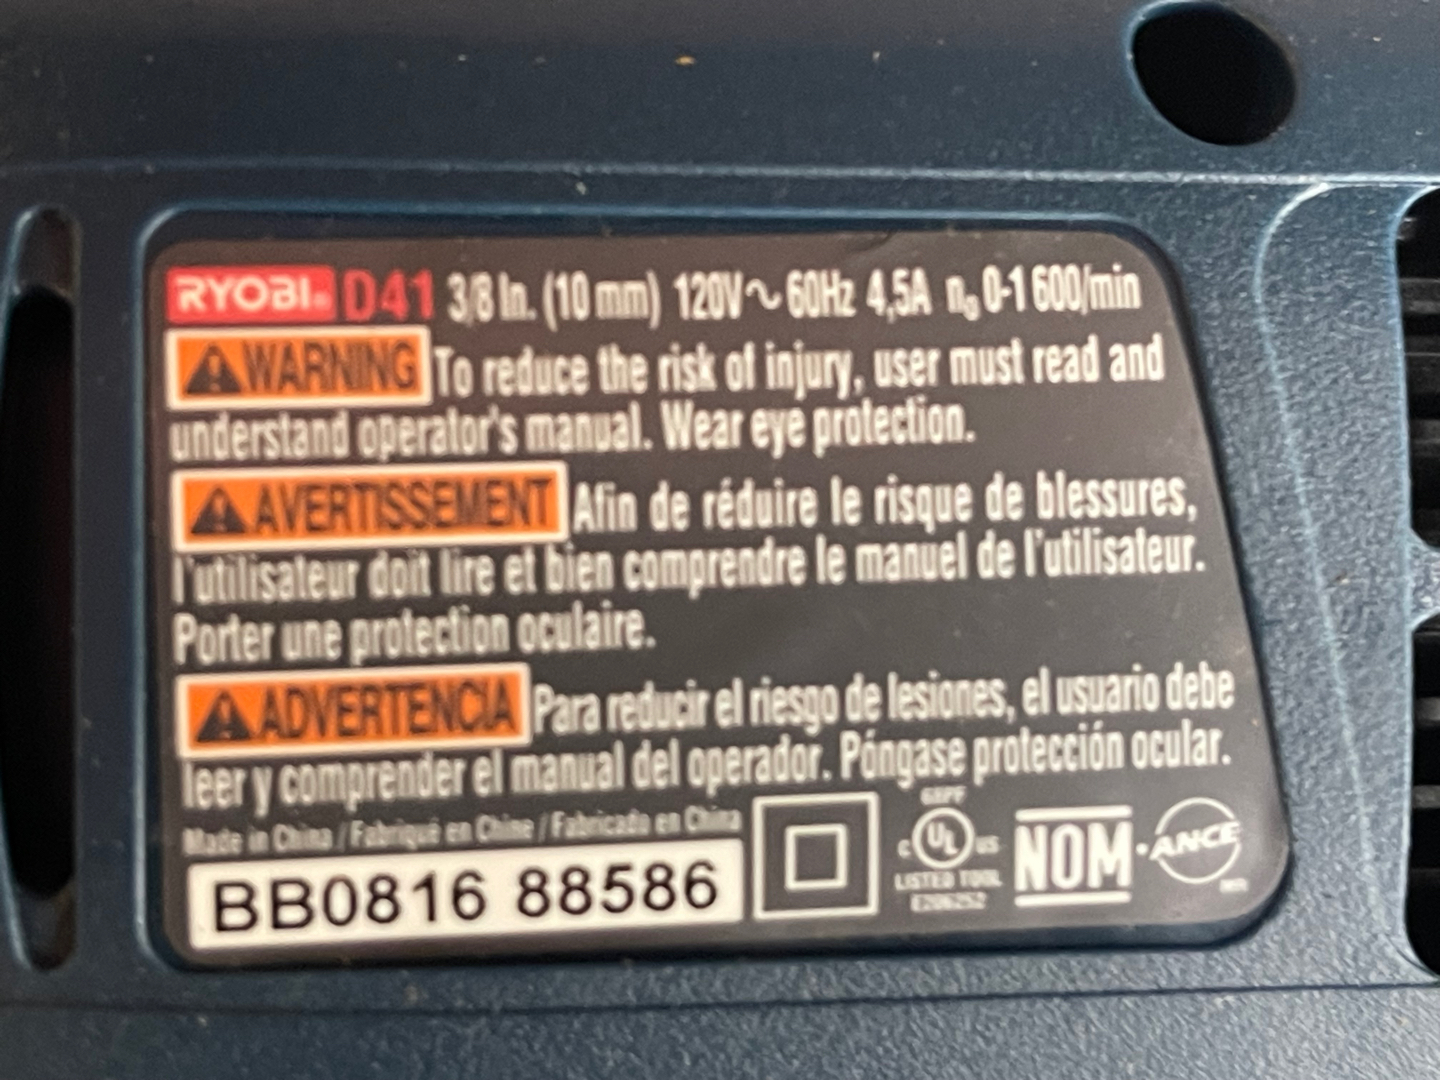 RYOBI D41 3/8 In. (10 mm) 120V ~ 60Hz 4,5A n₀ 0-1 600/min
⚠WARNING To reduce the risk of injury, user must read and
understand operator's manual. Wear eye protection.
⚠AVERTISSEMENT Afin de réduire le risque de blessures,
l'utilisateur doit lire et bien comprendre le manuel de l'utilisateur.
Porter une protection oculaire.
⚠ADVERTENCIA Para reducir el riesgo de lesiones, el usuario debe
leer y comprender el manual del operador. Póngase protección ocular.
Made in China / Fabriqué en Chine / Fabricado en China
BB0816 88586
68PF
C UL US
LISTED TOOL
E206252
NOM
ANCE